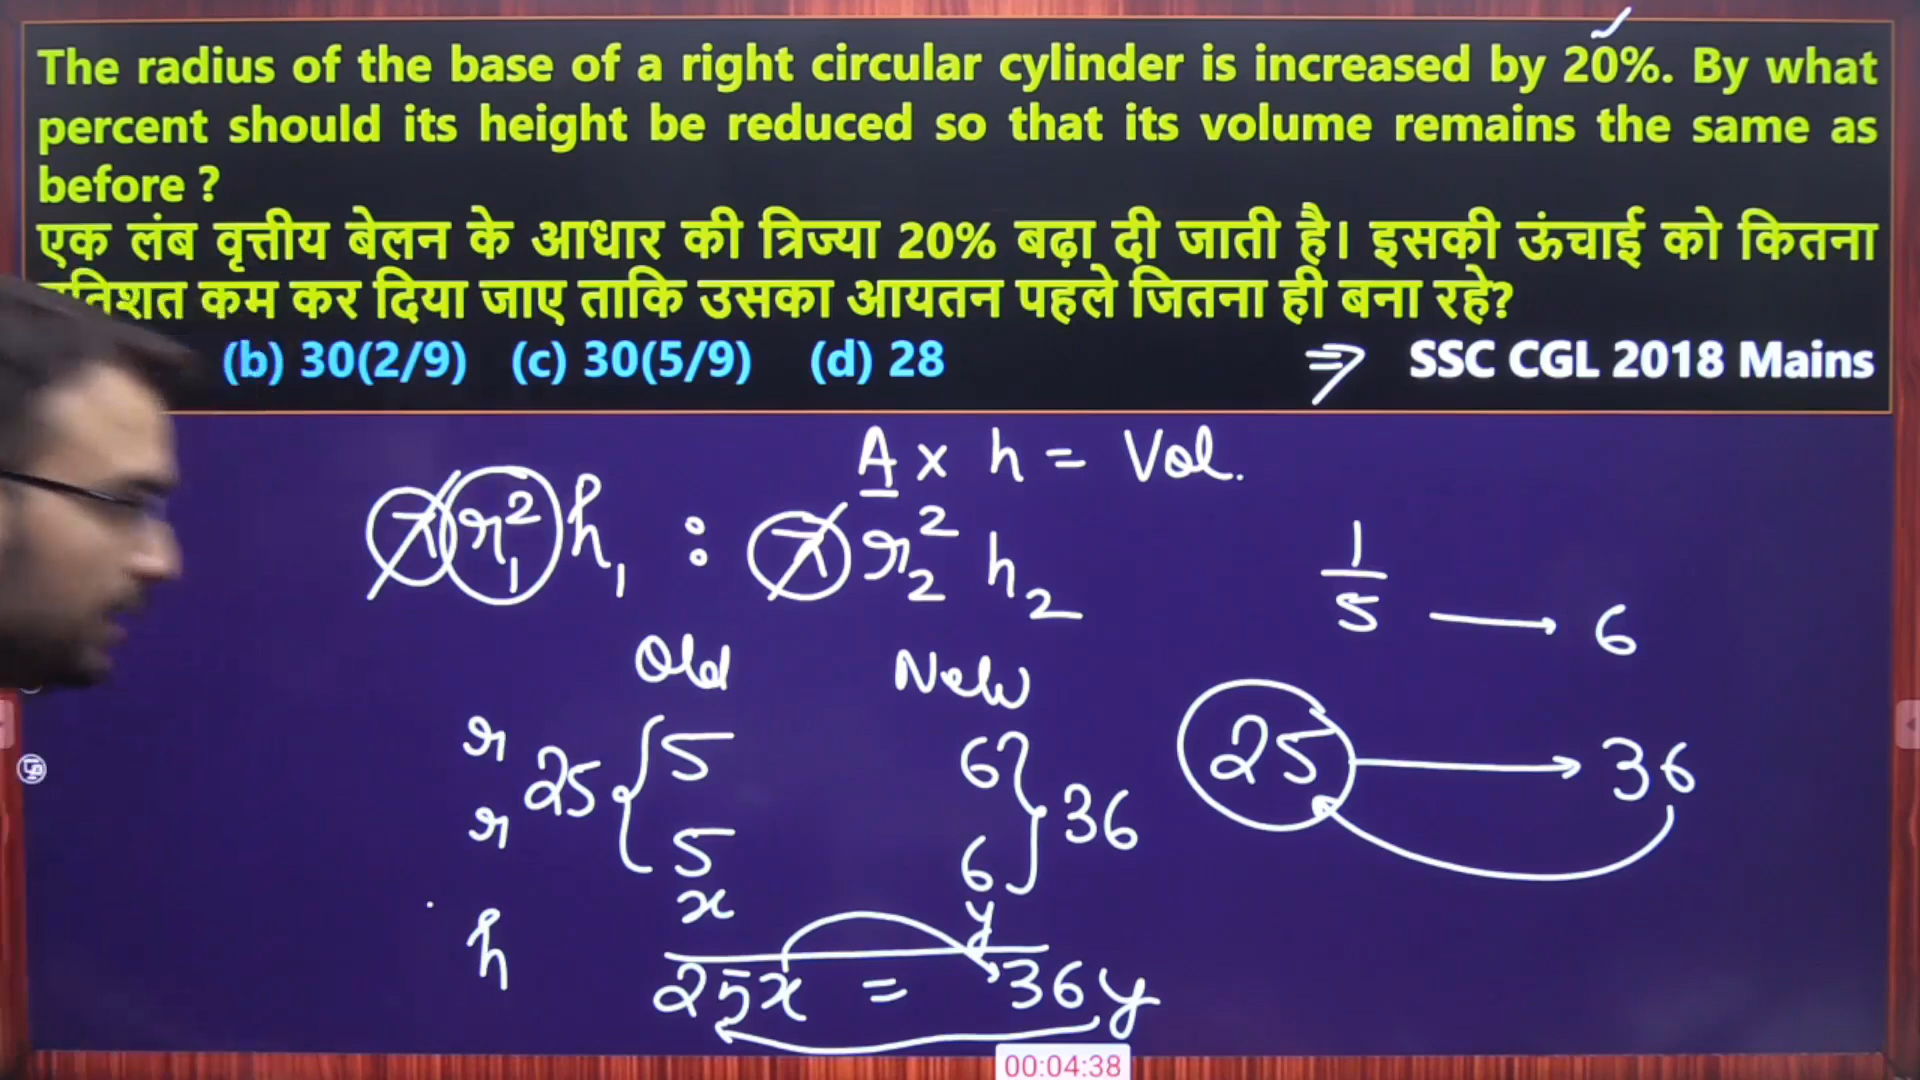 The radius of the base of a right circular cylinder is increased by 20%. By what
percent should its height be reduced so that its volume remains the same as
before ?
एक लंब वृत्तीय बेलन के आधार की त्रिज्या 20% बढ़ा दी जाती है। इसकी ऊंचाई को कितना
कम कर दिया जाए ताकि उसका आयतन पहले जितना ही बना रहे?
(b) 30(2/9) (c) 30(5/9) (d) 28 ⇒ SSC CGL 2018 Mains
A × h = Vol.
π r₁² h₁ : π r₂² h₂
1/5 → 6
Old New
r 25 { 5 6 } 36
r 5 6
25 → 36
h x y
25x = 36y
00:04:38